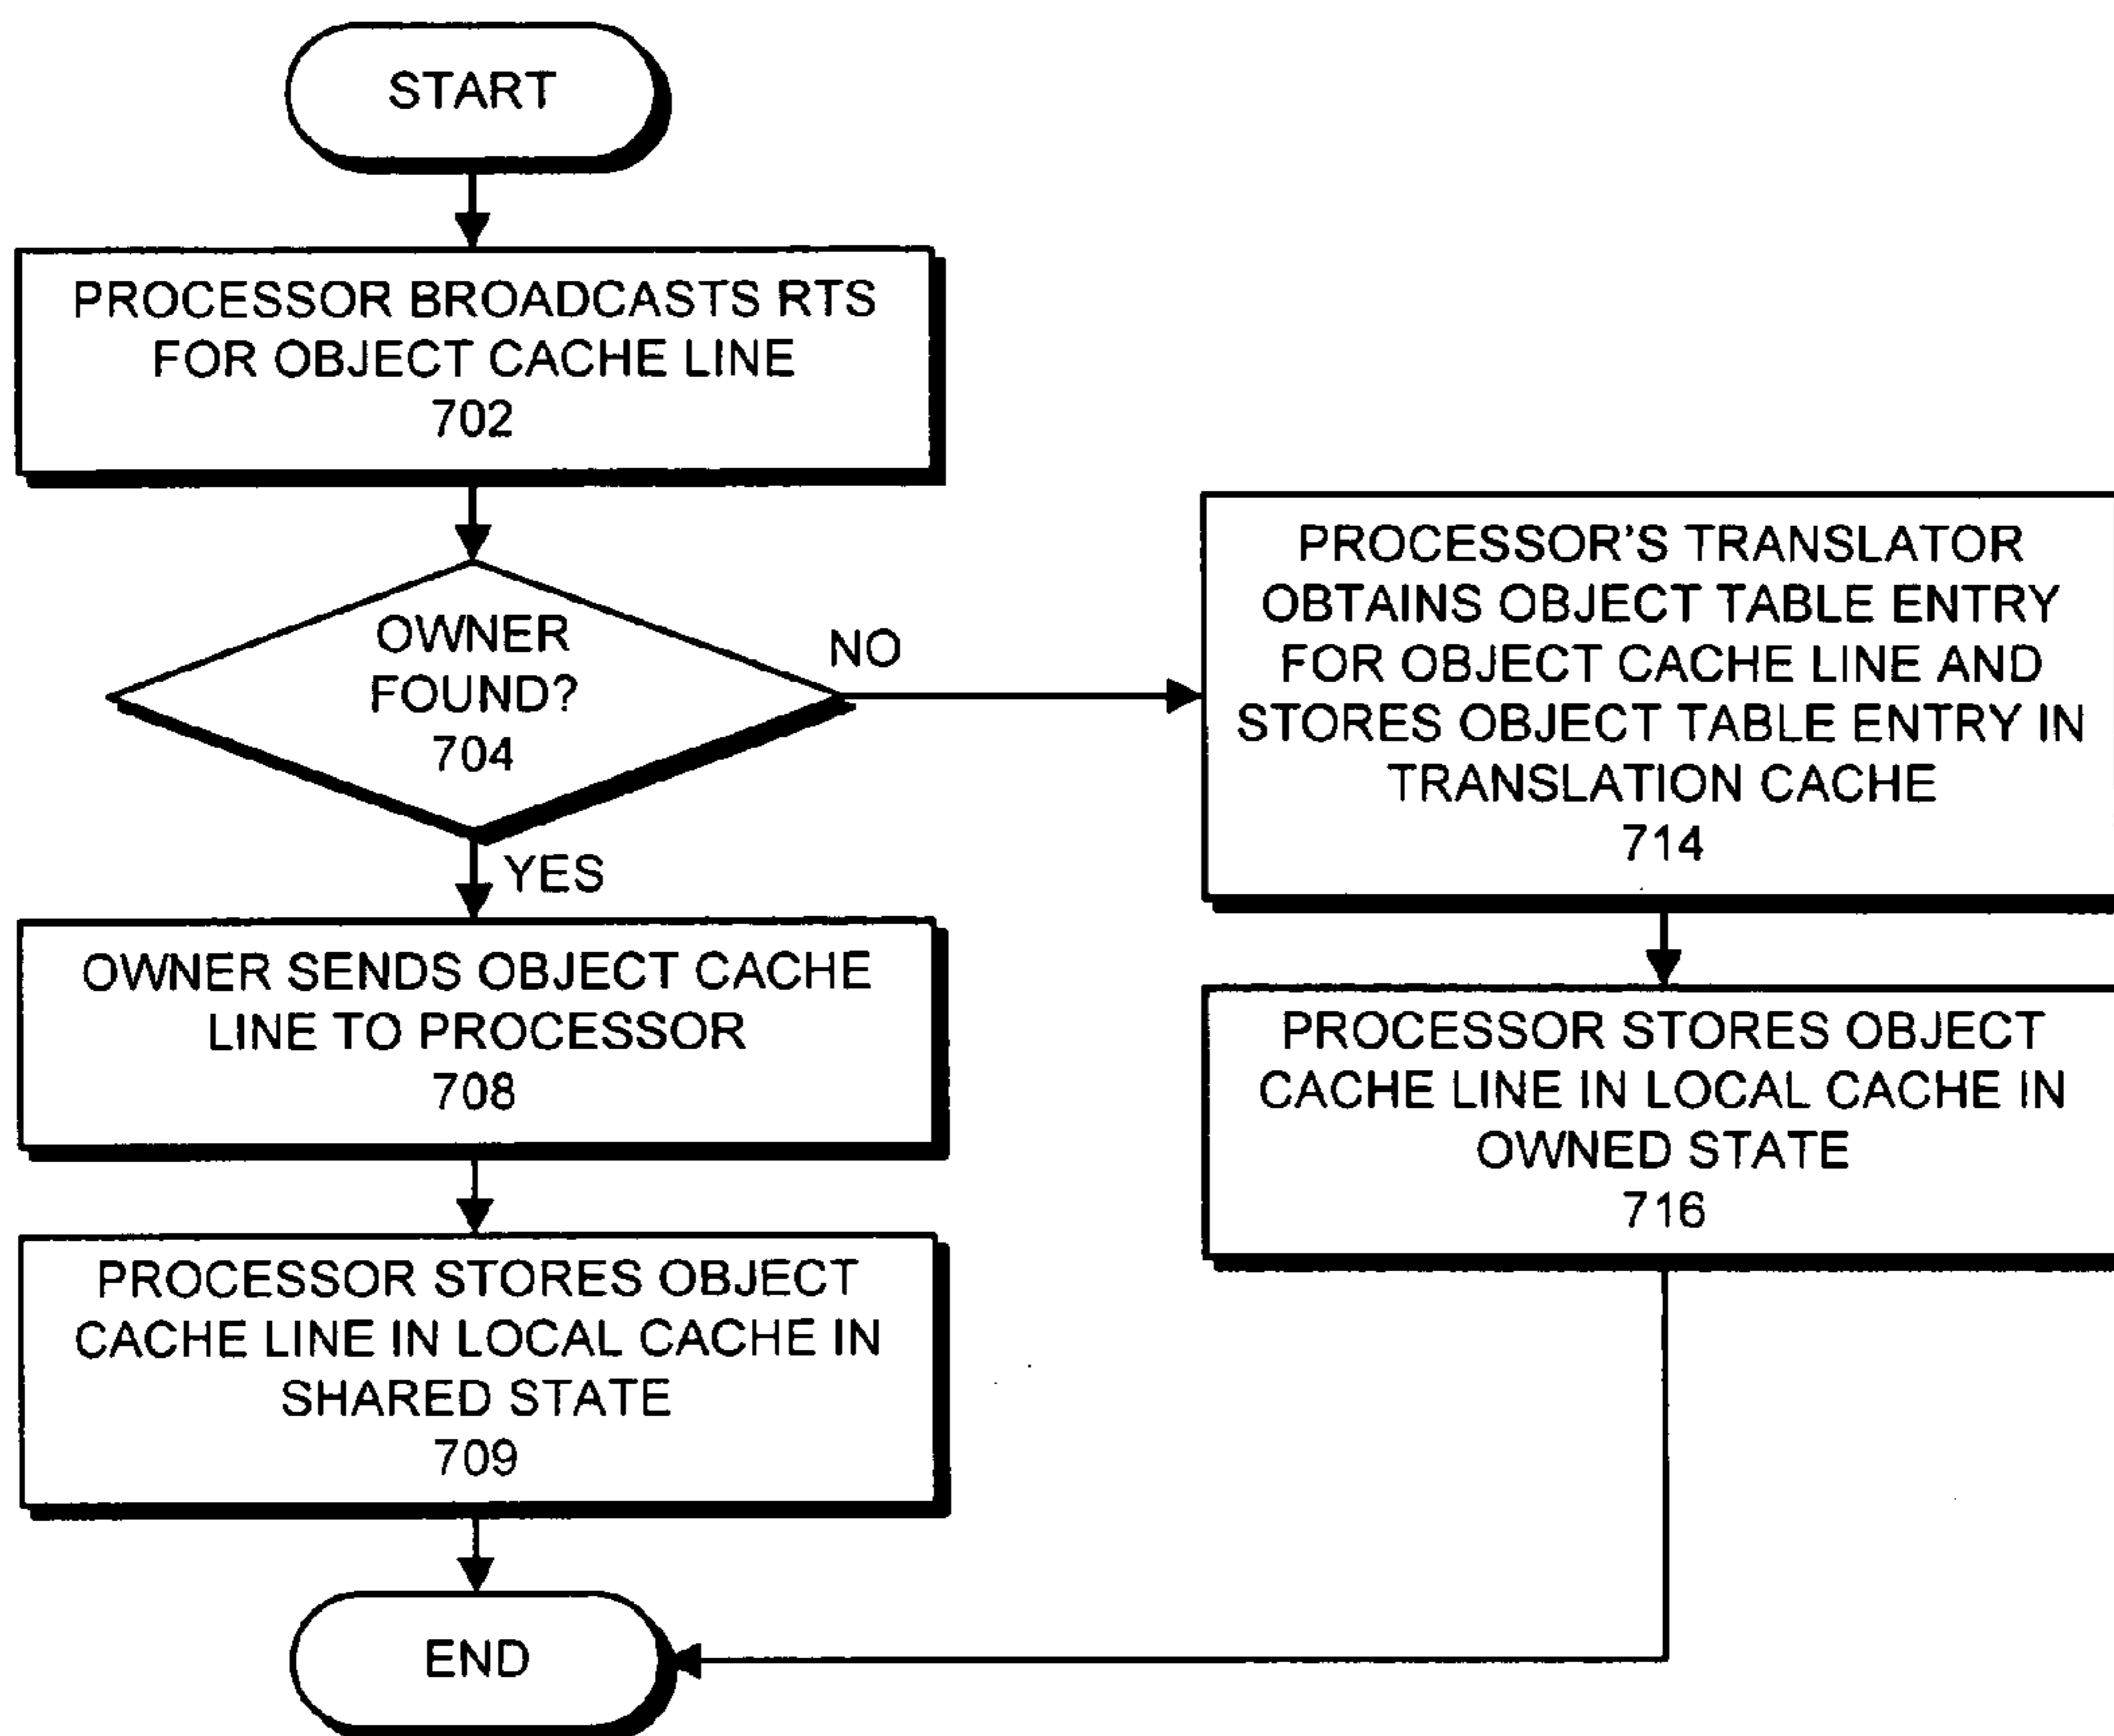 START
PROCESSOR BROADCASTS RTS
FOR OBJECT CACHE LINE
702
OWNER
FOUND?
704
NO
YES
PROCESSOR'S TRANSLATOR
OBTAINS OBJECT TABLE ENTRY
FOR OBJECT CACHE LINE AND
STORES OBJECT TABLE ENTRY IN
TRANSLATION CACHE
714
OWNER SENDS OBJECT CACHE
LINE TO PROCESSOR
708
PROCESSOR STORES OBJECT
CACHE LINE IN LOCAL CACHE IN
OWNED STATE
716
PROCESSOR STORES OBJECT
CACHE LINE IN LOCAL CACHE IN
SHARED STATE
709
END